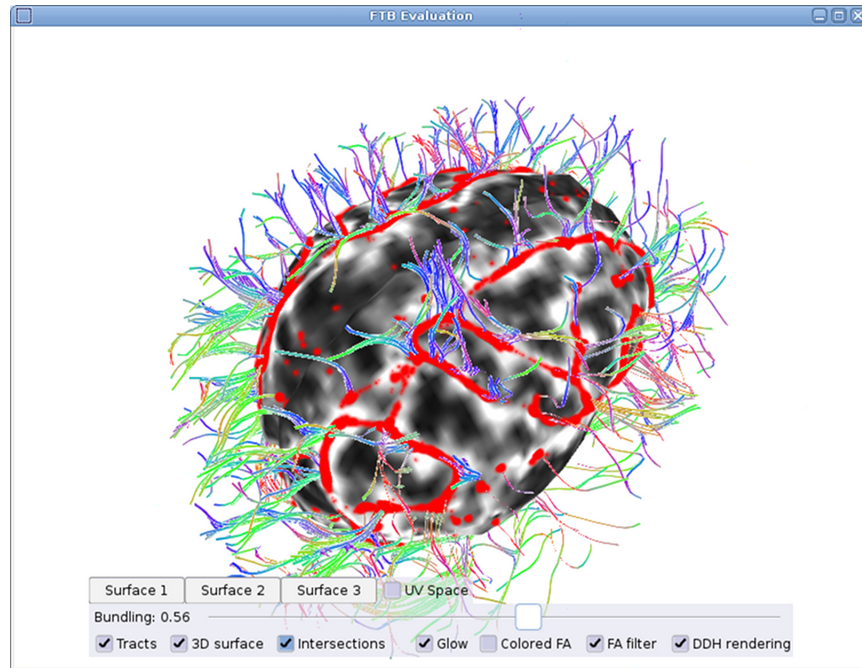 FTB Evaluation
Surface 1 Surface 2 Surface 3 UV Space
Bundling: 0.56
Tracts 3D surface Intersections Glow Colored FA FA filter DDH rendering